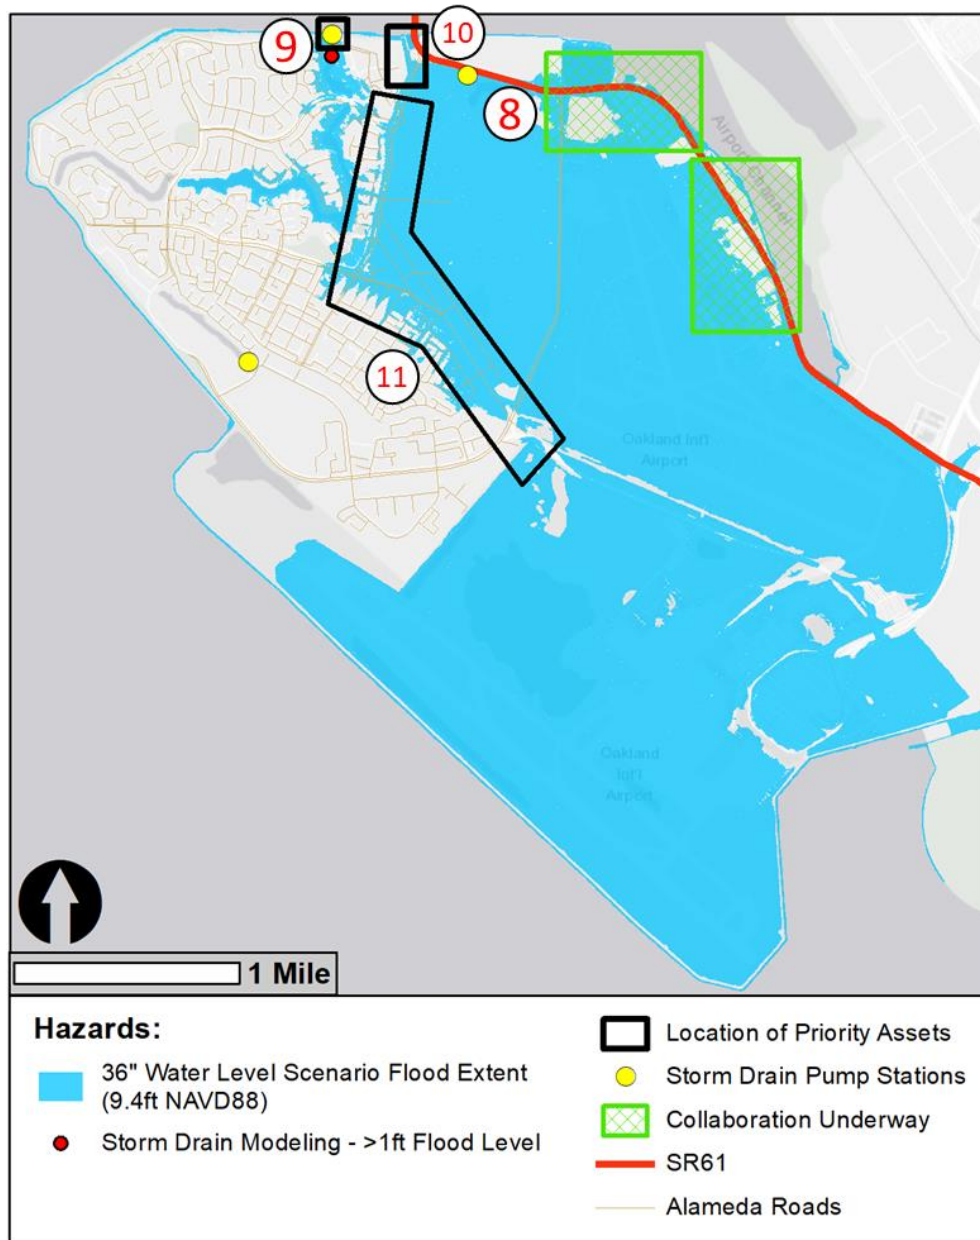 9
10
8
Airport Channel
11
Oakland Int'l
Airport
Oakland
Int'l
Airport
1 Mile
Hazards:
36" Water Level Scenario Flood Extent
(9.4ft NAVD88)
Storm Drain Modeling - >1ft Flood Level
Location of Priority Assets
Storm Drain Pump Stations
Collaboration Underway
SR61
Alameda Roads